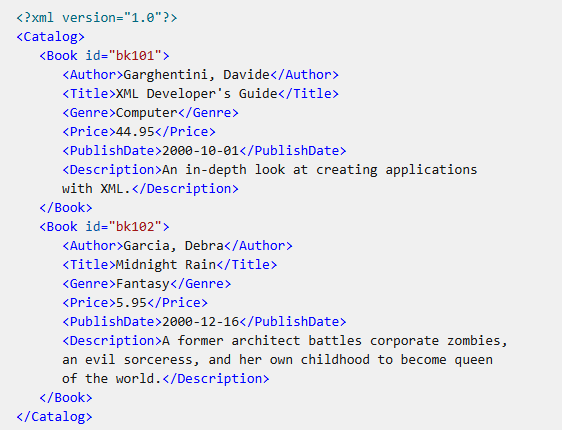 <?xml version="1.0"?>
<Catalog>
   <Book id="bk101">
      <Author>Garghentini, Davide</Author>
      <Title>XML Developer's Guide</Title>
      <Genre>Computer</Genre>
      <Price>44.95</Price>
      <PublishDate>2000-10-01</PublishDate>
      <Description>An in-depth look at creating applications
      with XML.</Description>
   </Book>
   <Book id="bk102">
      <Author>Garcia, Debra</Author>
      <Title>Midnight Rain</Title>
      <Genre>Fantasy</Genre>
      <Price>5.95</Price>
      <PublishDate>2000-12-16</PublishDate>
      <Description>A former architect battles corporate zombies,
      an evil sorceress, and her own childhood to become queen
      of the world.</Description>
   </Book>
</Catalog>